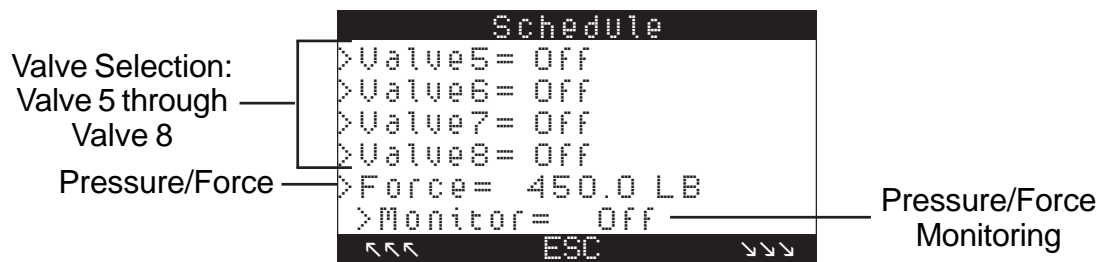 Schedule
Valve Selection:
Valve 5 through
Valve 8
>Valve5= Off
>Valve6= Off
>Valve7= Off
>Valve8= Off
Pressure/Force
>Force= 450.0 LB
>Monitor= Off
Pressure/Force
Monitoring
↖↖↖ ESC ↘↘↘